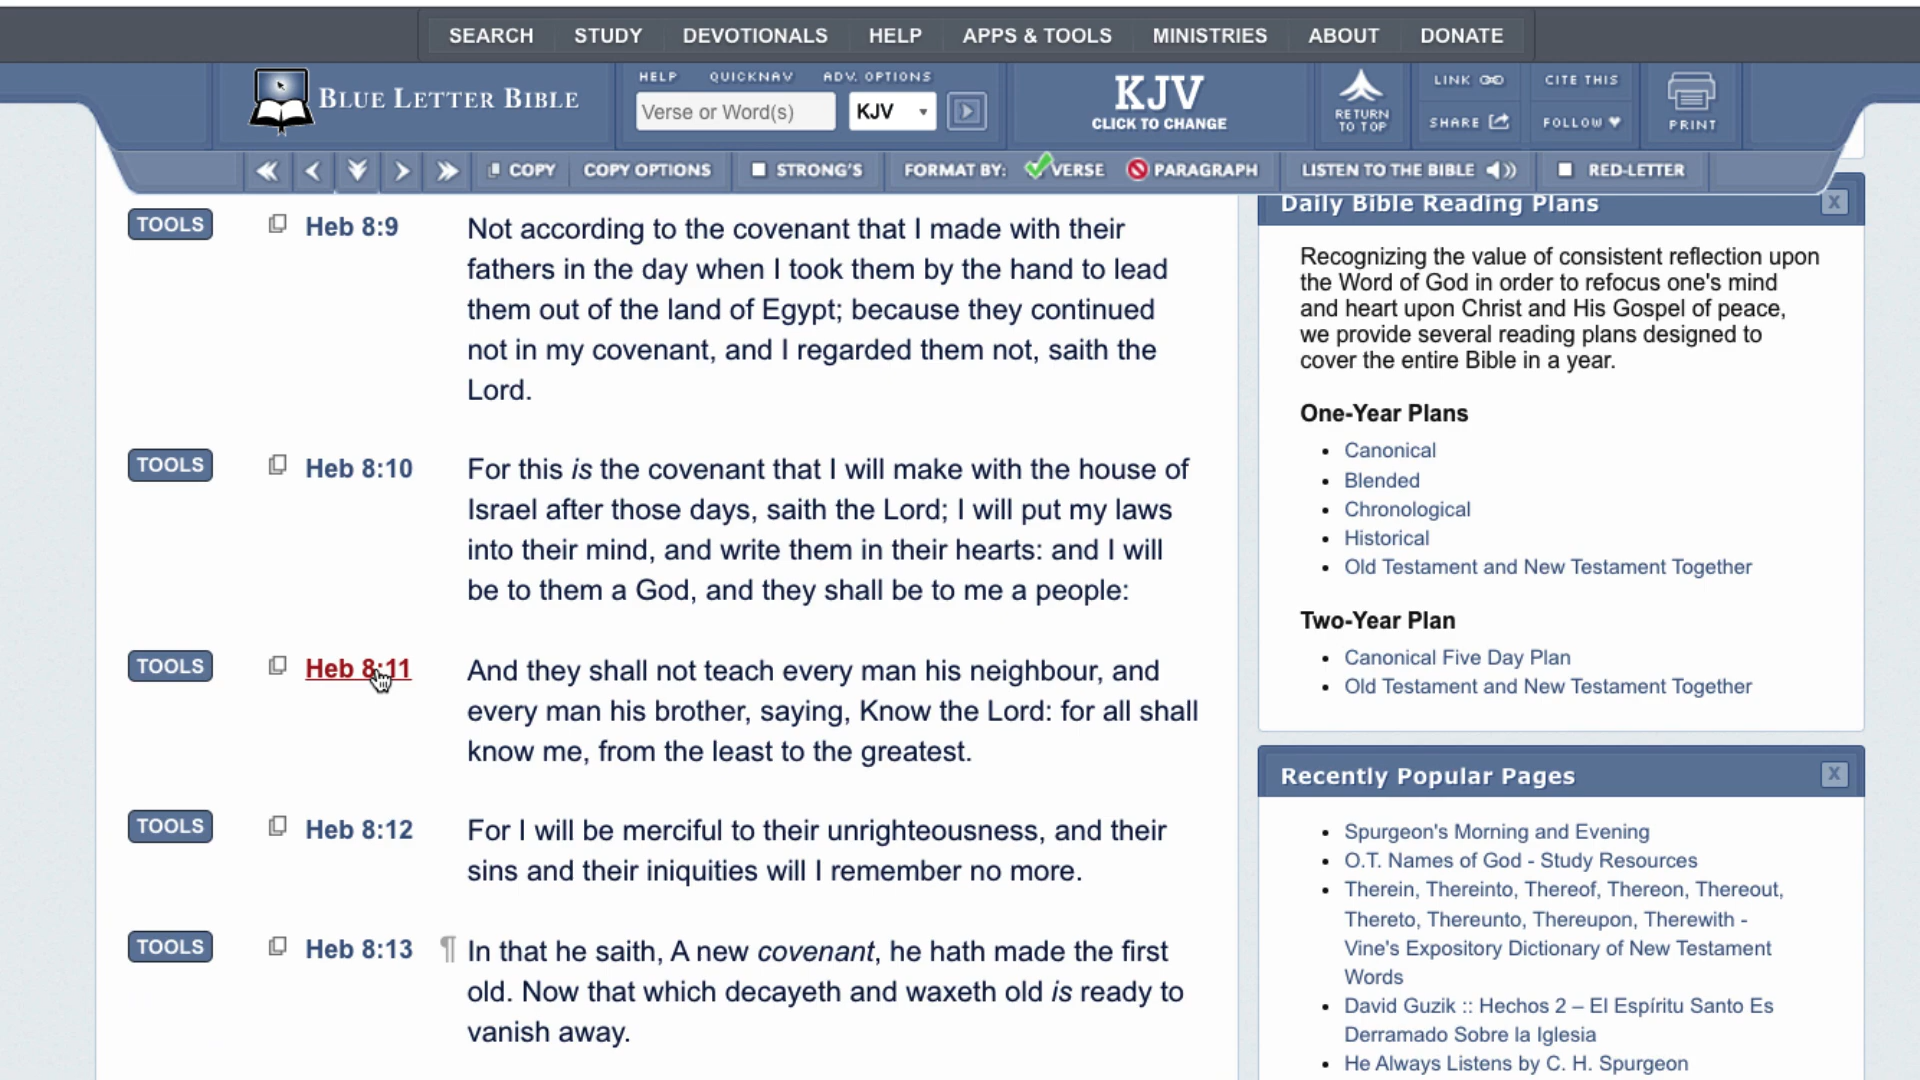 SEARCH STUDY DEVOTIONALS HELP APPS & TOOLS MINISTRIES ABOUT DONATE
BLUE LETTER BIBLE
HELP QUICKNAV ADV. OPTIONS
Verse or Word(s) KJV
KJV
CLICK TO CHANGE
RETURN
TO TOP
LINK
SHARE
CITE THIS
FOLLOW
PRINT
COPY COPY OPTIONS STRONG'S FORMAT BY: VERSE PARAGRAPH LISTEN TO THE BIBLE RED-LETTER
TOOLS Heb 8:9 Not according to the covenant that I made with their
fathers in the day when I took them by the hand to lead
them out of the land of Egypt; because they continued
not in my covenant, and I regarded them not, saith the
Lord.
TOOLS Heb 8:10 For this is the covenant that I will make with the house of
Israel after those days, saith the Lord; I will put my laws
into their mind, and write them in their hearts: and I will
be to them a God, and they shall be to me a people:
TOOLS Heb 8:11 And they shall not teach every man his neighbour, and
every man his brother, saying, Know the Lord: for all shall
know me, from the least to the greatest.
TOOLS Heb 8:12 For I will be merciful to their unrighteousness, and their
sins and their iniquities will I remember no more.
TOOLS Heb 8:13 ¶ In that he saith, A new covenant, he hath made the first
old. Now that which decayeth and waxeth old is ready to
vanish away.
Daily Bible Reading Plans X
Recognizing the value of consistent reflection upon
the Word of God in order to refocus one's mind
and heart upon Christ and His Gospel of peace,
we provide several reading plans designed to
cover the entire Bible in a year.
One-Year Plans
• Canonical
• Blended
• Chronological
• Historical
• Old Testament and New Testament Together
Two-Year Plan
• Canonical Five Day Plan
• Old Testament and New Testament Together
Recently Popular Pages X
• Spurgeon's Morning and Evening
• O.T. Names of God - Study Resources
• Therein, Thereinto, Thereof, Thereon, Thereout,
Thereto, Thereunto, Thereupon, Therewith -
Vine's Expository Dictionary of New Testament
Words
• David Guzik :: Hechos 2 – El Espíritu Santo Es
Derramado Sobre la Iglesia
• He Always Listens by C. H. Spurgeon